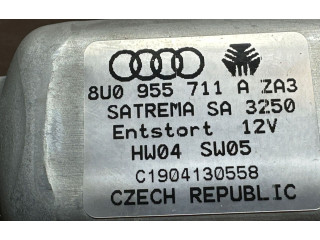 8U0 955 711 A ZA3
SATREMA SA 3250
Entstort 12V
HW04 SW05
C1904130558
CZECH REPUBLIC